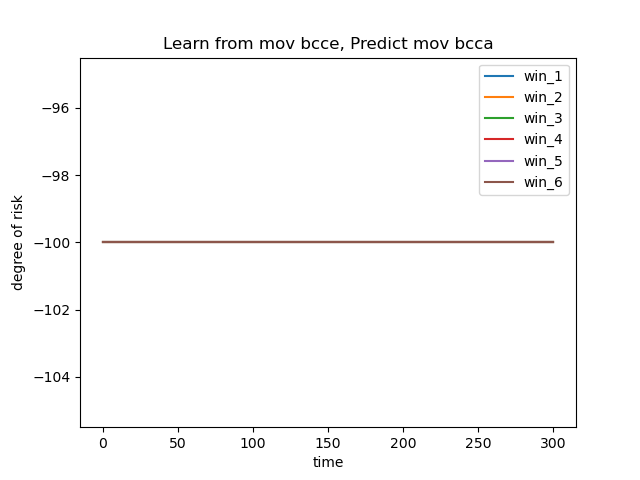 Learn from mov bcce, Predict mov bcca
win_1
win_2
win_3
win_4
win_5
win_6
−96
−98
−100
−102
−104
degree of risk
0 50 100 150 200 250 300
time